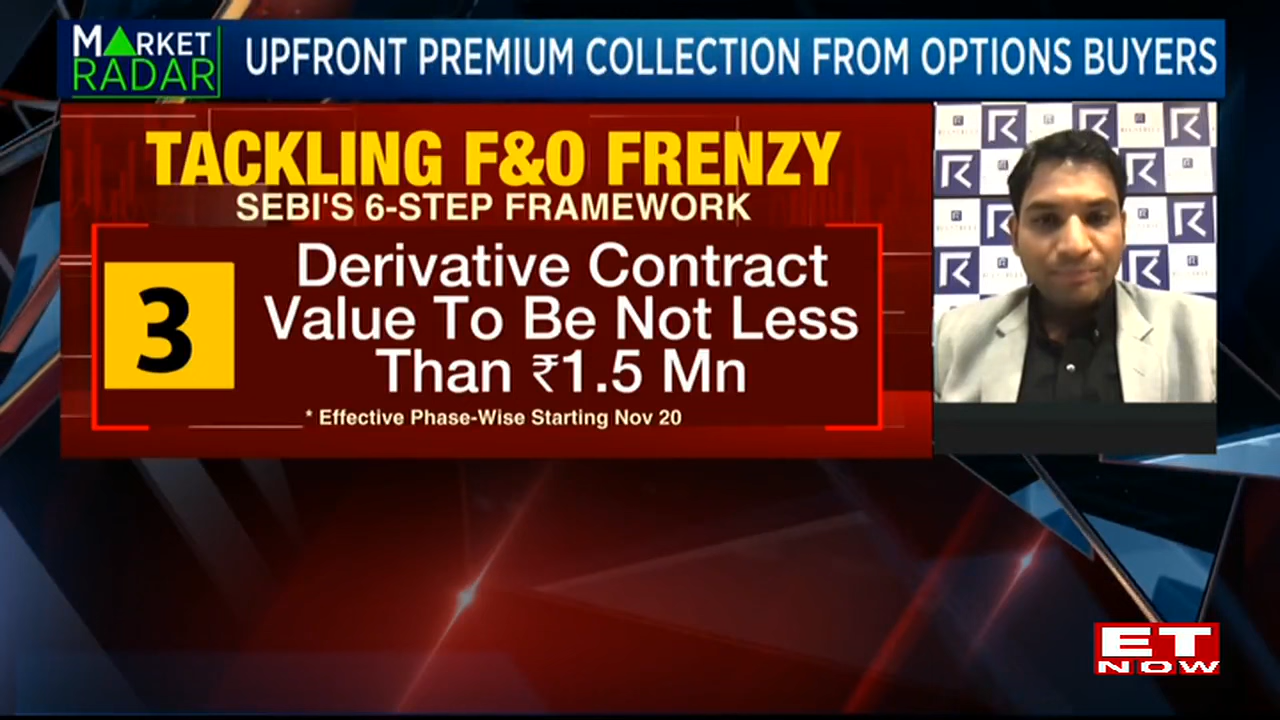 MARKET
RADAR
UPFRONT PREMIUM COLLECTION FROM OPTIONS BUYERS
TACKLING F&O FRENZY
SEBI'S 6-STEP FRAMEWORK
3
Derivative Contract
Value To Be Not Less
Than ₹1.5 Mn
* Effective Phase-Wise Starting Nov 20
ET
NOW